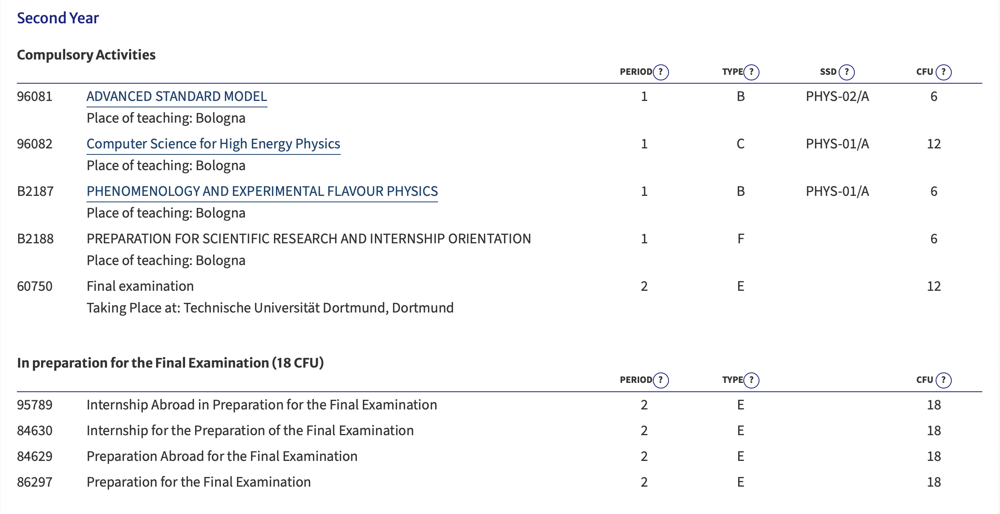 Second Year
Compulsory Activities
PERIOD ? TYPE ? SSD ? CFU ?
96081 ADVANCED STANDARD MODEL 1 B PHYS-02/A 6
Place of teaching: Bologna
96082 Computer Science for High Energy Physics 1 C PHYS-01/A 12
Place of teaching: Bologna
B2187 PHENOMENOLOGY AND EXPERIMENTAL FLAVOUR PHYSICS 1 B PHYS-01/A 6
Place of teaching: Bologna
B2188 PREPARATION FOR SCIENTIFIC RESEARCH AND INTERNSHIP ORIENTATION 1 F 6
Place of teaching: Bologna
60750 Final examination 2 E 12
Taking Place at: Technische Universität Dortmund, Dortmund
In preparation for the Final Examination (18 CFU)
PERIOD ? TYPE ? CFU ?
95789 Internship Abroad in Preparation for the Final Examination 2 E 18
84630 Internship for the Preparation of the Final Examination 2 E 18
84629 Preparation Abroad for the Final Examination 2 E 18
86297 Preparation for the Final Examination 2 E 18